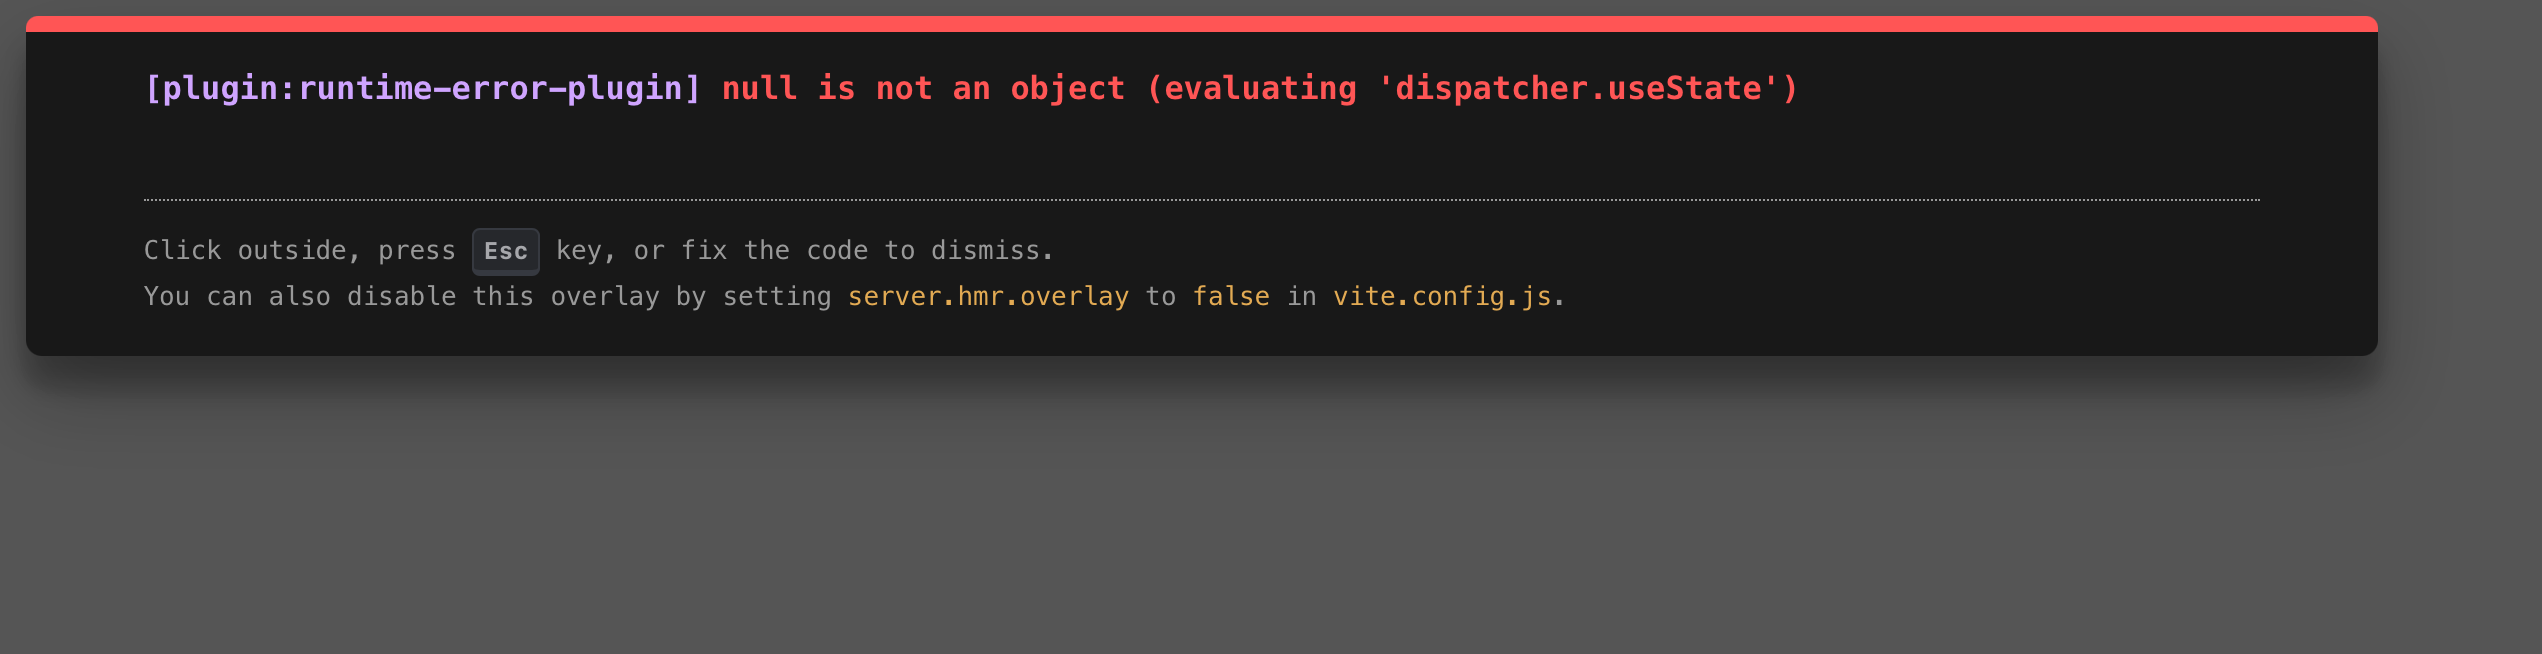 [plugin:runtime-error-plugin] null is not an object (evaluating 'dispatcher.useState')
Click outside, press Esc key, or fix the code to dismiss.
You can also disable this overlay by setting server.hmr.overlay to false in vite.config.js.